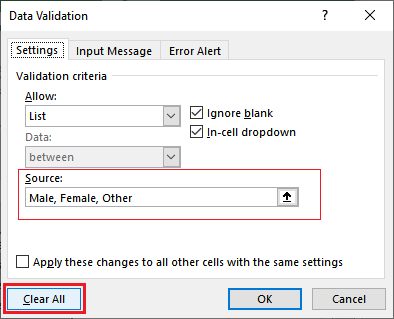 Data Validation
Settings Input Message Error Alert
Validation criteria
Allow:
List
Ignore blank
In-cell dropdown
Data:
between
Source:
Male, Female, Other
Apply these changes to all other cells with the same settings
Clear All OK Cancel